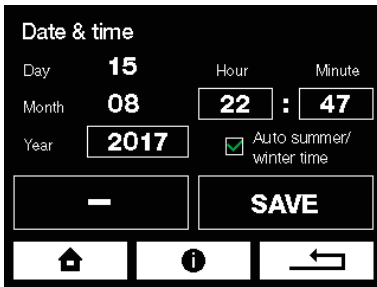 Date & time
Day 15 Hour Minute
Month 08 22 : 47
Year 2017 Auto summer/
winter time
– SAVE
i